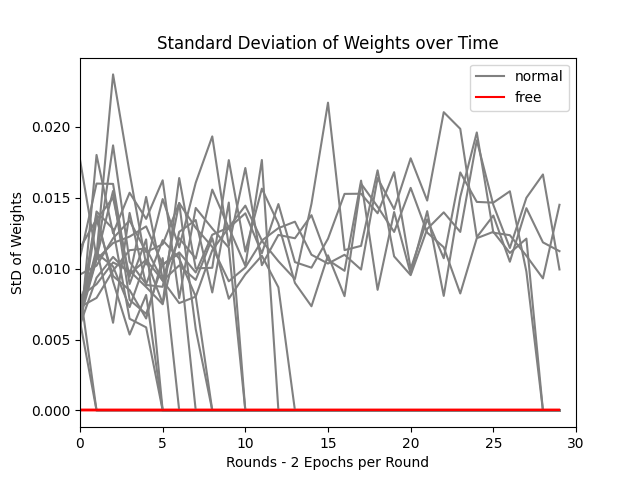 Standard Deviation of Weights over Time
normal
free
StD of Weights
0.020
0.015
0.010
0.005
0.000
0
5
10
15
20
25
30
Rounds - 2 Epochs per Round